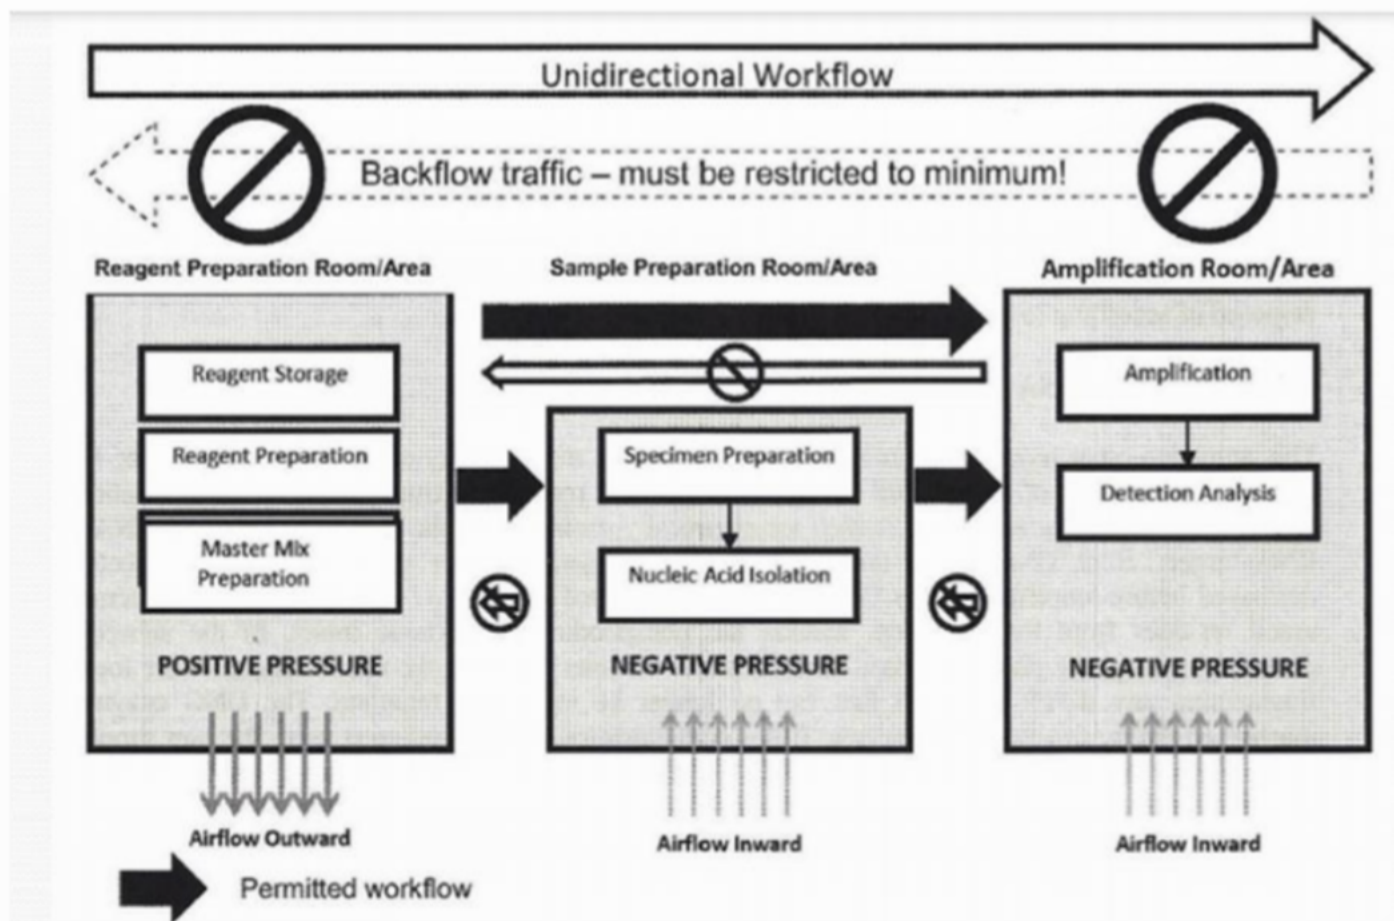 Unidirectional Workflow
Backflow traffic – must be restricted to minimum!
Reagent Preparation Room/Area
Sample Preparation Room/Area
Amplification Room/Area
Reagent Storage
Reagent Preparation
Master Mix
Preparation
POSITIVE PRESSURE
Airflow Outward
Specimen Preparation
Nucleic Acid Isolation
NEGATIVE PRESSURE
Airflow Inward
Amplification
Detection Analysis
NEGATIVE PRESSURE
Airflow Inward
Permitted workflow